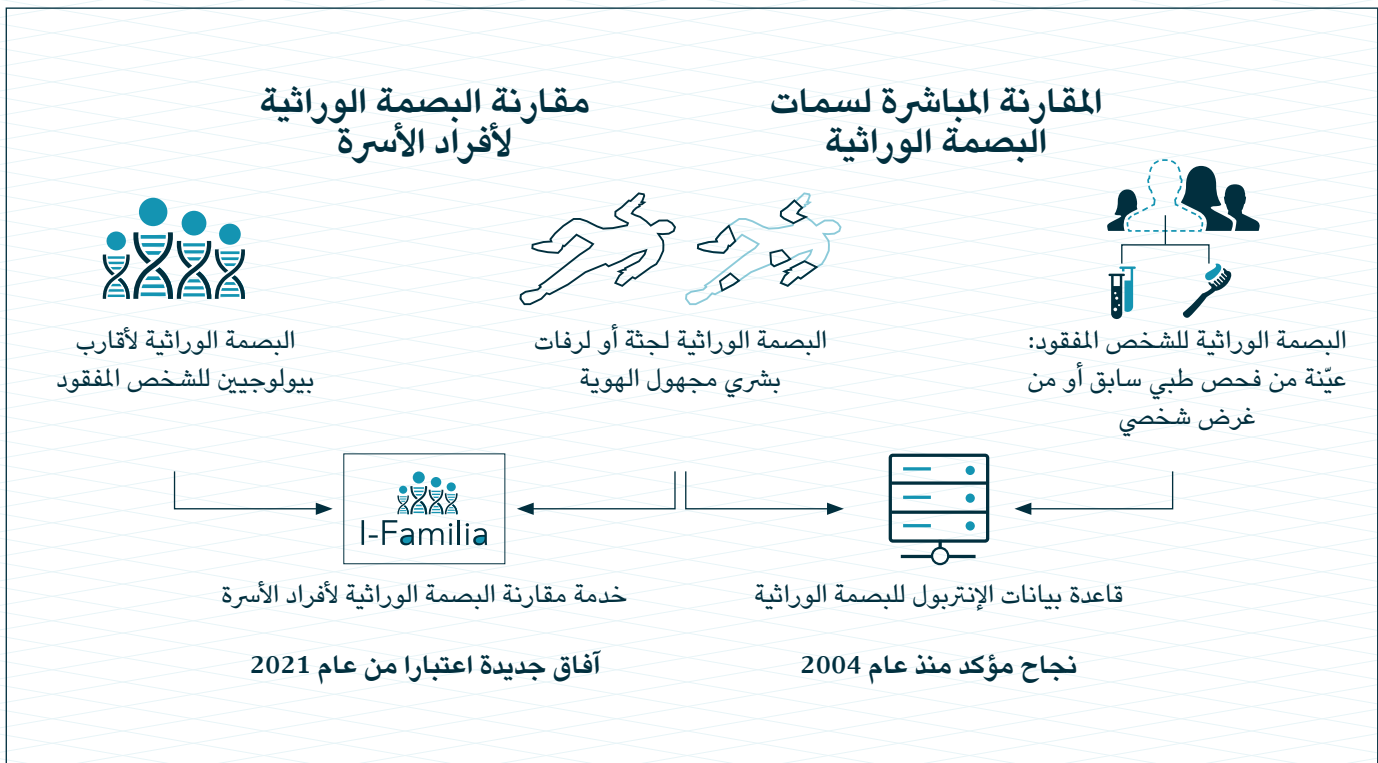 المقارنة المباشرة لسمات
البصمة الوراثية
مقارنة البصمة الوراثية
لأفراد الأسرة
البصمة الوراثية للشخص المفقود:
عيّنة من فحص طبي سابق أو من
غرض شخصي
البصمة الوراثية لجثة أو لرفات
بشري مجهول الهوية
البصمة الوراثية لأقارب
بيولوجيين للشخص المفقود
I-Familia
قاعدة بيانات الإنتربول للبصمة الوراثية
خدمة مقارنة البصمة الوراثية لأفراد الأسرة
نجاح مؤكد منذ عام 2004
آفاق جديدة اعتبارا من عام 2021